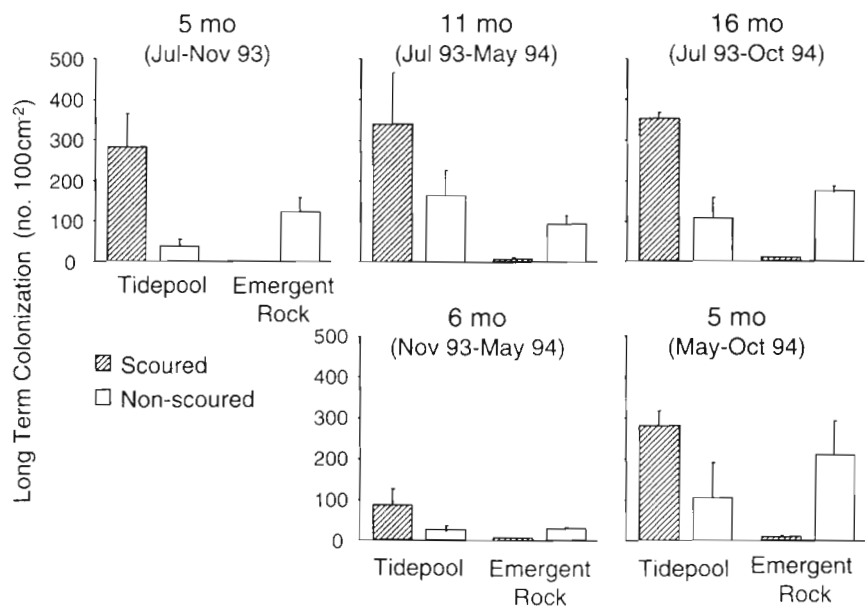 5 mo
(Jul-Nov 93)
11 mo
(Jul 93-May 94)
16 mo
(Jul 93-Oct 94)
Long Term Colonization (no. 100cm-2)
500
400
300
200
100
0
Tidepool
Emergent
Rock
6 mo
(Nov 93-May 94)
5 mo
(May-Oct 94)
Scoured
Non-scoured
500
400
300
200
100
0
Tidepool
Emergent
Rock
Tidepool
Emergent
Rock